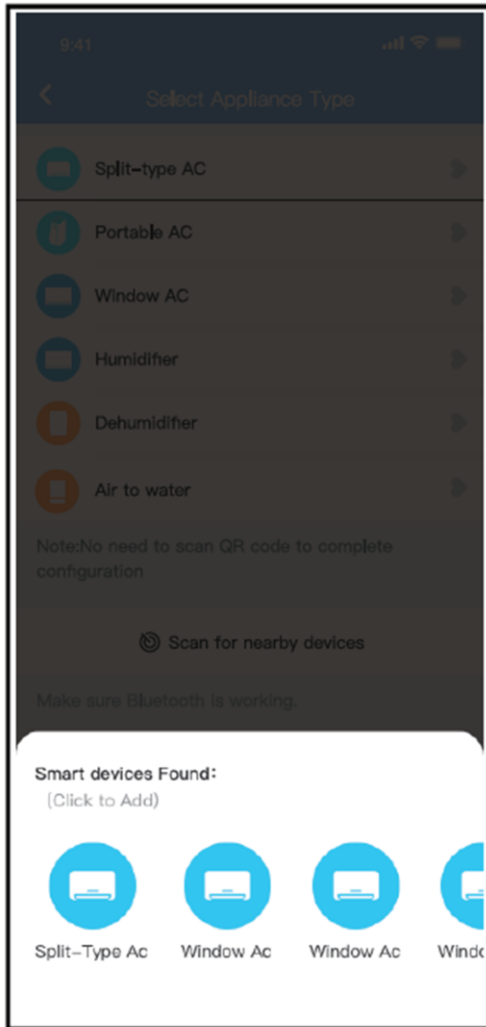 9:41
Select Appliance Type
Split-type AC
Portable AC
Window AC
Humidifier
Dehumidifier
Air to water
Note:No need to scan QR code to complete
configuration
Scan for nearby devices
Make sure Bluetooth is working.
Smart devices Found:
(Click to Add)
Split-Type Ac Window Ac Window Ac Windo